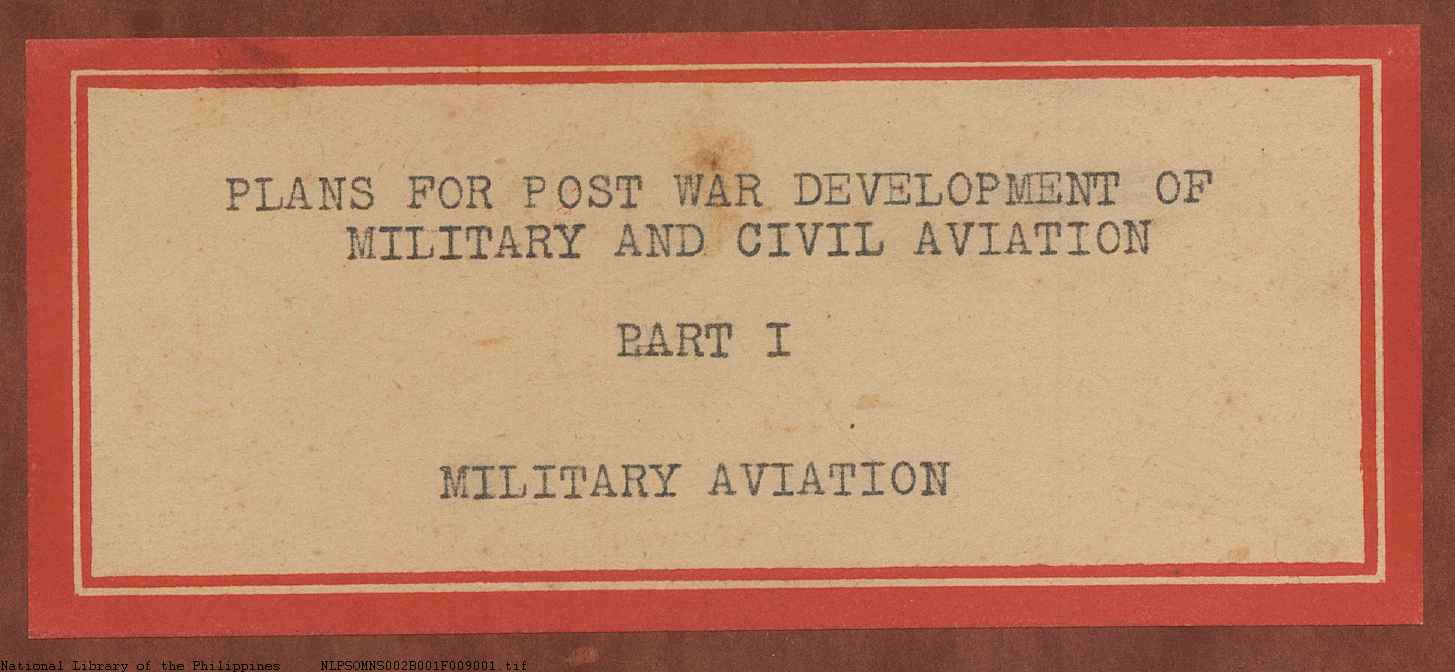 PLANS FOR POST WAR DEVELOPMENT OF
MILITARY AND CIVIL AVIATION
PART I
MILITARY AVIATION
National Library of the Philippines NLPSOMNS002B001F009001.tif